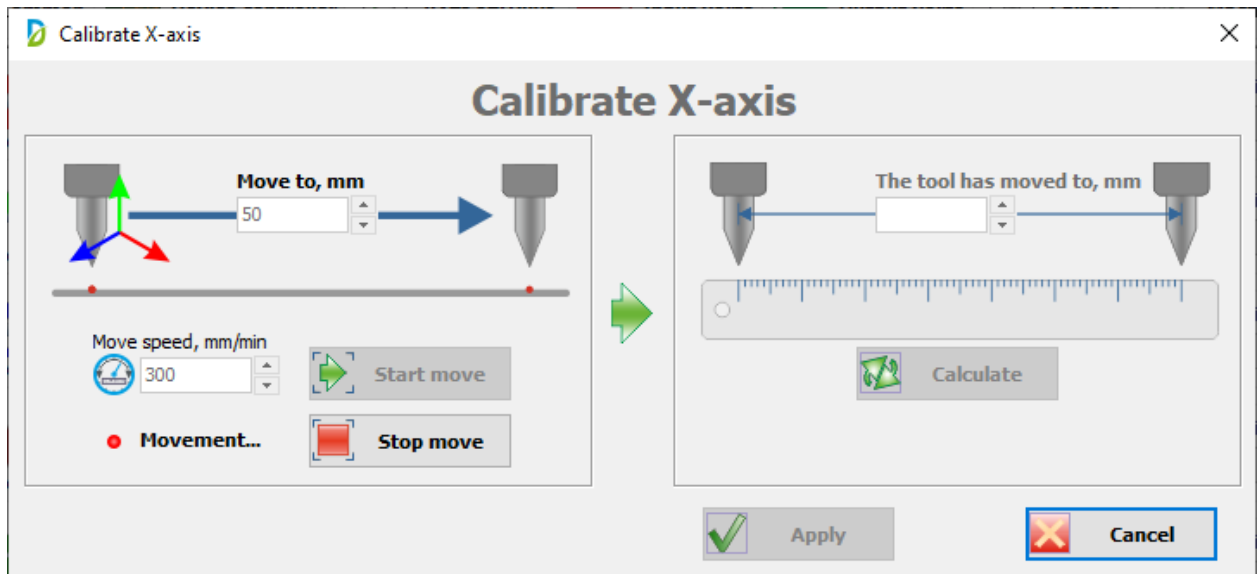 Calibrate X-axis
Calibrate X-axis
Move to, mm
50
Move speed, mm/min
300
Start move
Movement...
Stop move
The tool has moved to, mm
Calculate
Apply
Cancel